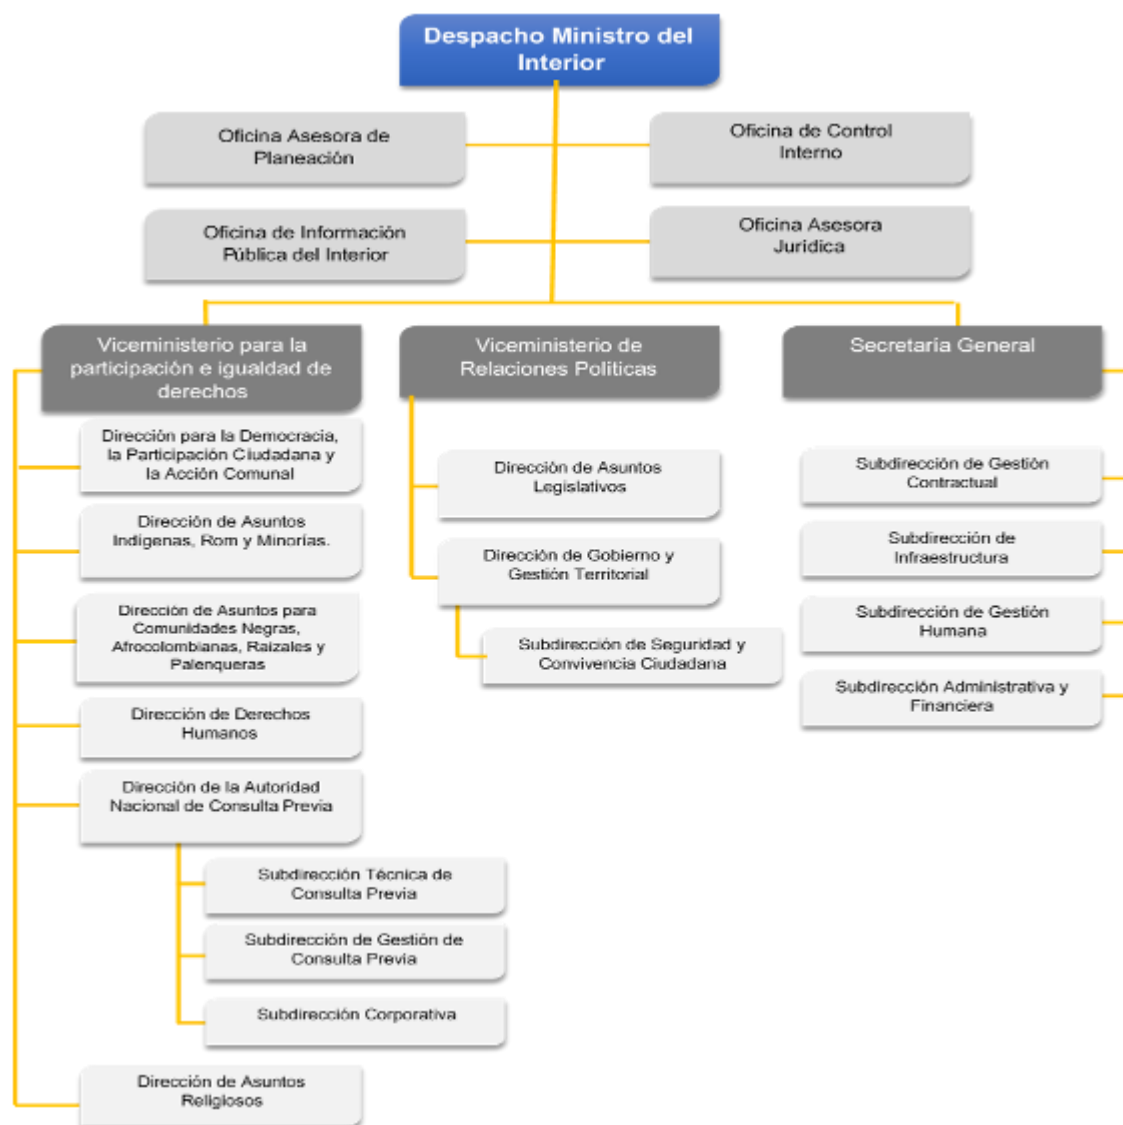 Despacho Ministro del
Interior
Oficina Asesora de
Planeación
Oficina de Control
Interno
Oficina de Información
Pública del Interior
Oficina Asesora
Jurídica
Viceministerio para la
participación e igualdad de
derechos
Dirección para la Democracia,
la Participación Ciudadana y
la Acción Comunal
Dirección de Asuntos
Indígenas, Rom y Minorías.
Dirección de Asuntos para
Comunidades Negras,
Afrocolombianas, Raizales y
Palenqueras
Dirección de Derechos
Humanos
Dirección de la Autoridad
Nacional de Consulta Previa
Subdirección Técnica de
Consulta Previa
Subdirección de Gestión de
Consulta Previa
Subdirección Corporativa
Dirección de Asuntos
Religiosos
Viceministerio de
Relaciones Políticas
Dirección de Asuntos
Legislativos
Dirección de Gobierno y
Gestión Territorial
Subdirección de Seguridad y
Convivencia Ciudadana
Secretaría General
Subdirección de Gestión
Contractual
Subdirección de
Infraestructura
Subdirección de Gestión
Humana
Subdirección Administrativa y
Financiera